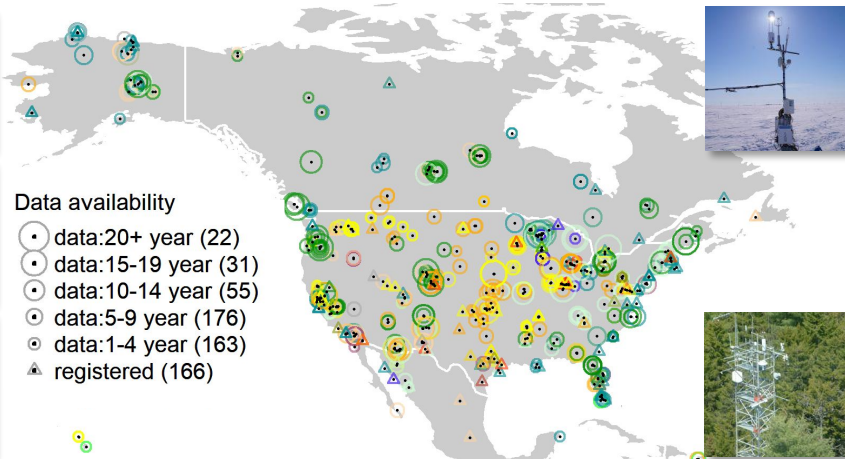 Data availability
data:20+ year (22)
data:15-19 year (31)
data:10-14 year (55)
data:5-9 year (176)
data:1-4 year (163)
registered (166)